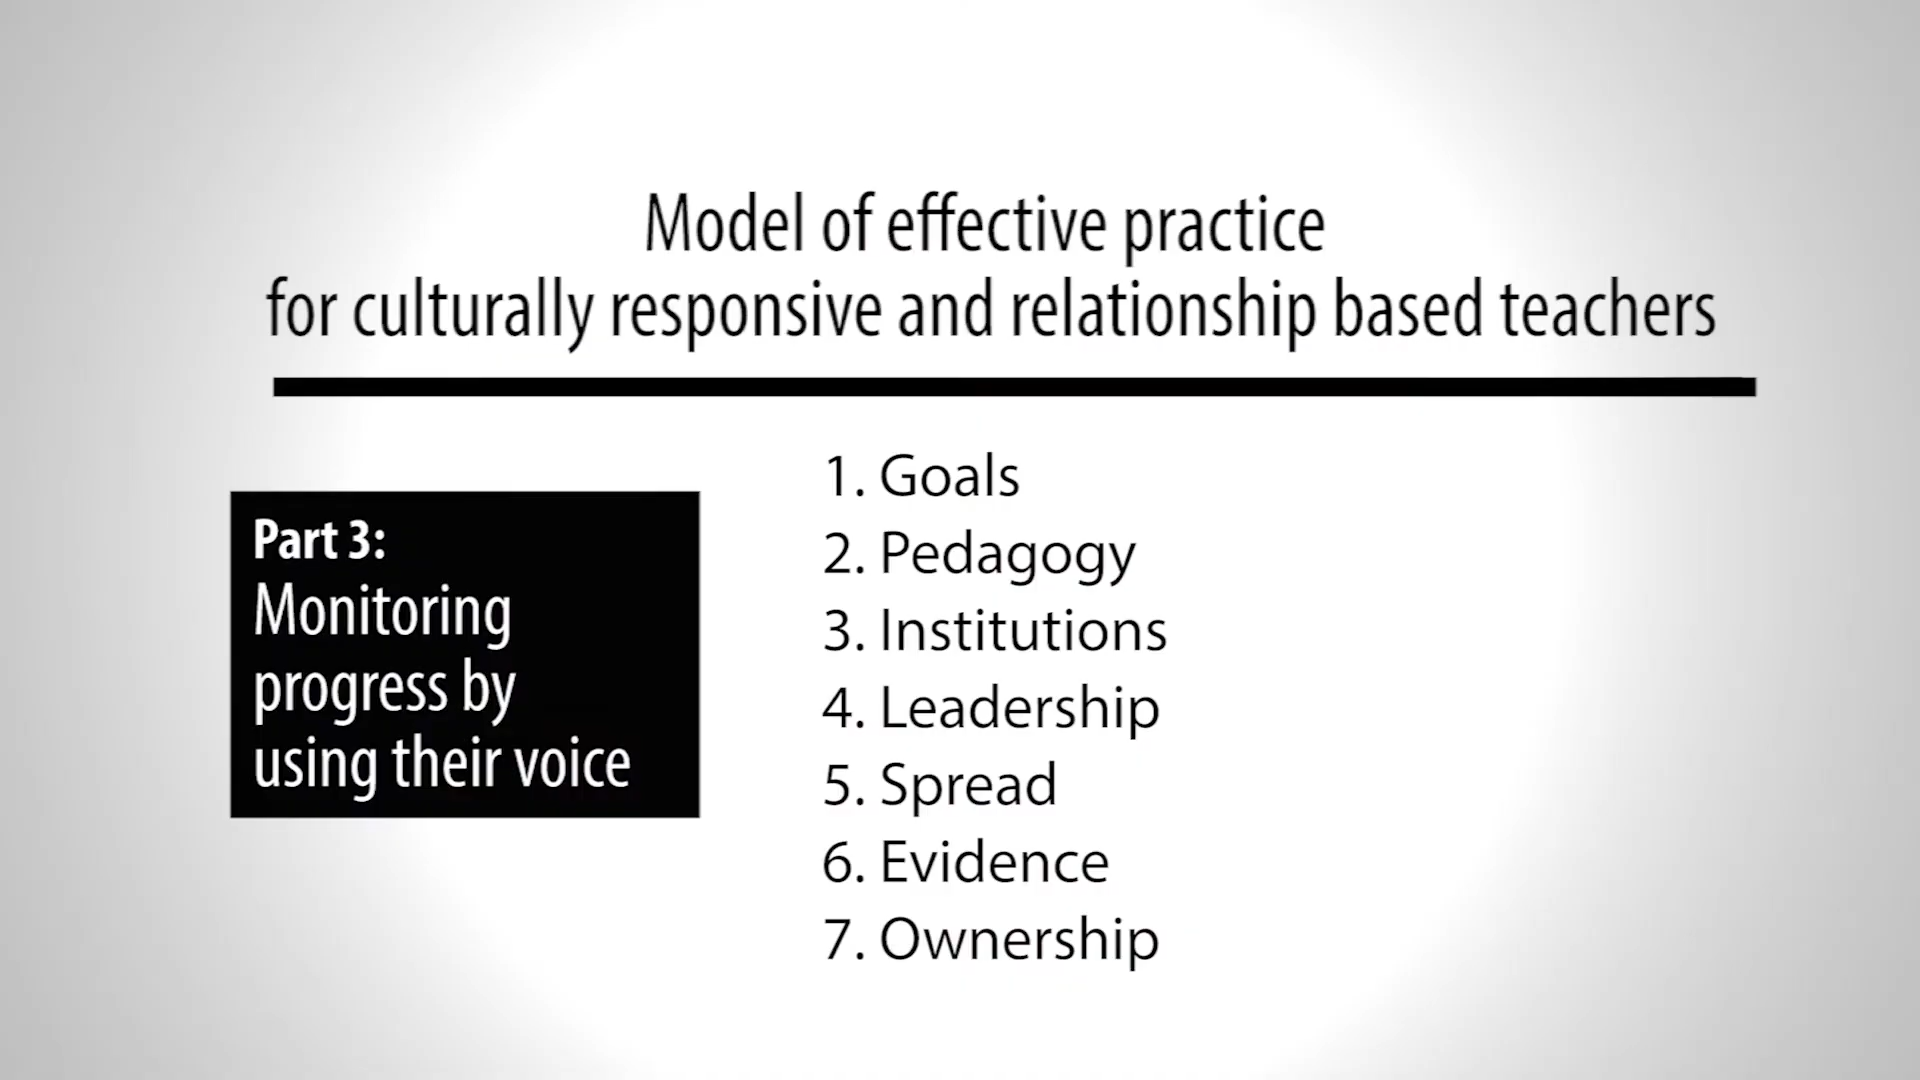 Model of effective practice
for culturally responsive and relationship based teachers
Part 3:
Monitoring
progress by
using their voice
1. Goals
2. Pedagogy
3. Institutions
4. Leadership
5. Spread
6. Evidence
7. Ownership